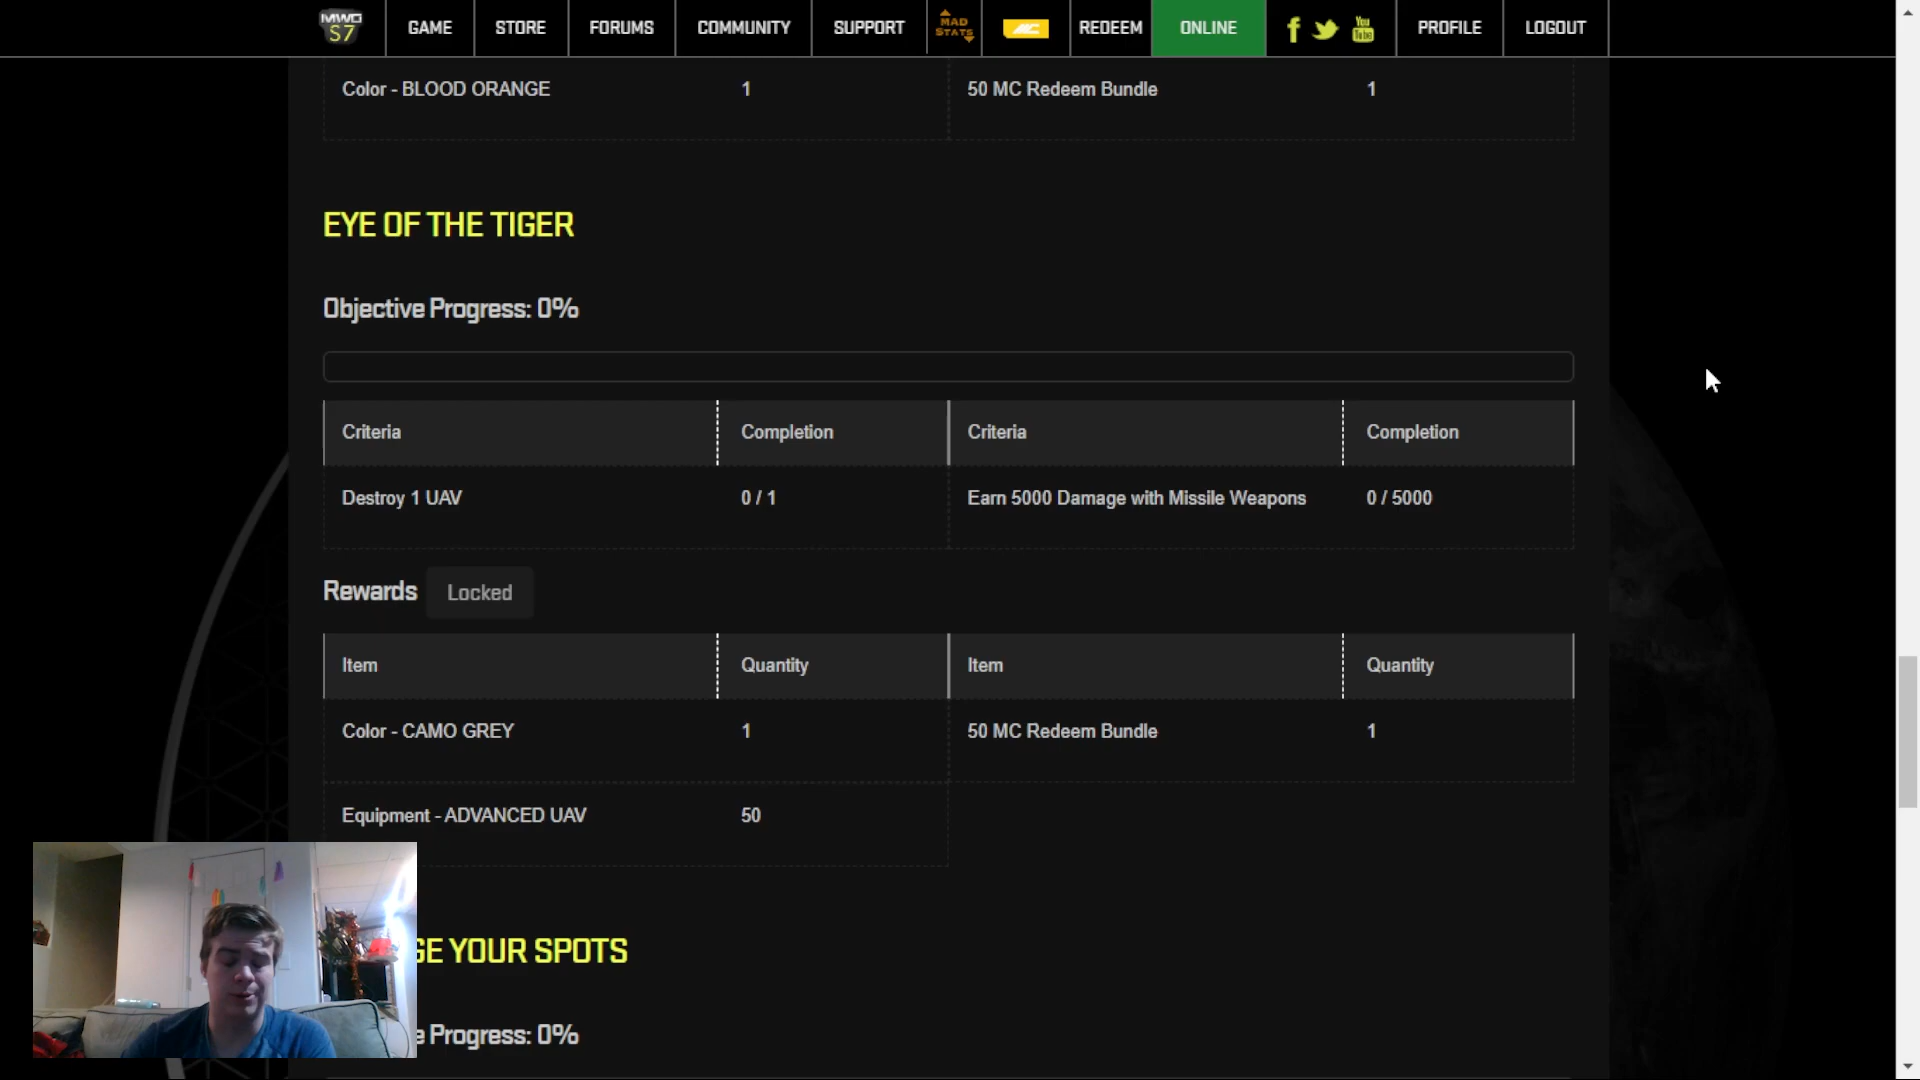 MWO S7 GAME STORE FORUMS COMMUNITY SUPPORT MAD STATS MC REDEEM ONLINE f You Tube PROFILE LOGOUT
Color - BLOOD ORANGE 1 50 MC Redeem Bundle 1
EYE OF THE TIGER
Objective Progress: 0%
Criteria Completion Criteria Completion
Destroy 1 UAV 0 / 1 Earn 5000 Damage with Missile Weapons 0 / 5000
Rewards Locked
Item Quantity Item Quantity
Color - CAMO GREY 1 50 MC Redeem Bundle 1
Equipment - ADVANCED UAV 50
GE YOUR SPOTS
e Progress: 0%